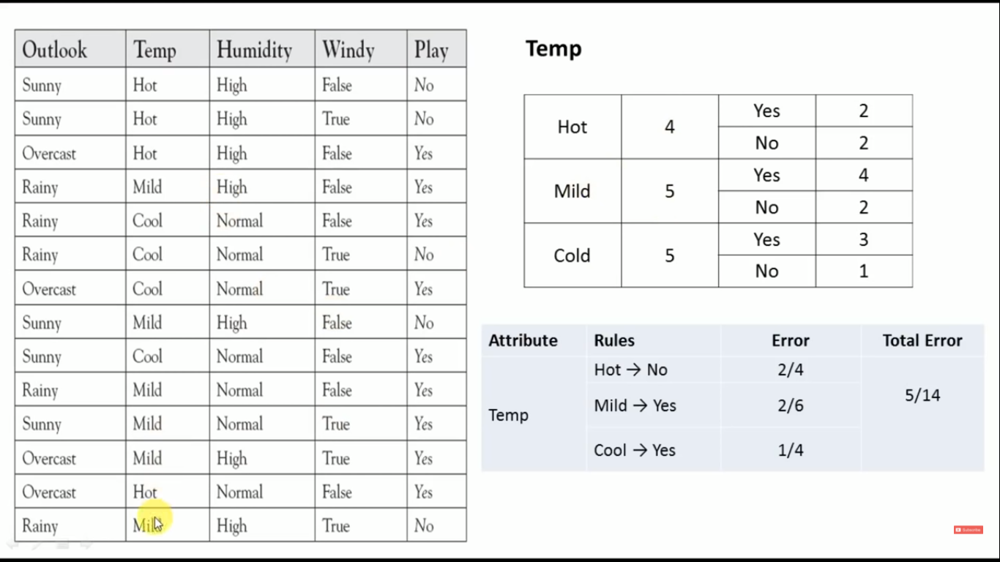 Outlook Temp Humidity Windy Play
Sunny Hot High False No
Sunny Hot High True No
Overcast Hot High False Yes
Rainy Mild High False Yes
Rainy Cool Normal False Yes
Rainy Cool Normal True No
Overcast Cool Normal True Yes
Sunny Mild High False No
Sunny Cool Normal False Yes
Rainy Mild Normal False Yes
Sunny Mild Normal True Yes
Overcast Mild High True Yes
Overcast Hot Normal False Yes
Rainy Mild High True No
Temp
Hot 4 Yes 2
No 2
Mild 5 Yes 4
No 2
Cold 5 Yes 3
No 1
Attribute Rules Error Total Error
Temp Hot → No 2/4 5/14
Mild → Yes 2/6
Cool → Yes 1/4
Subscribe